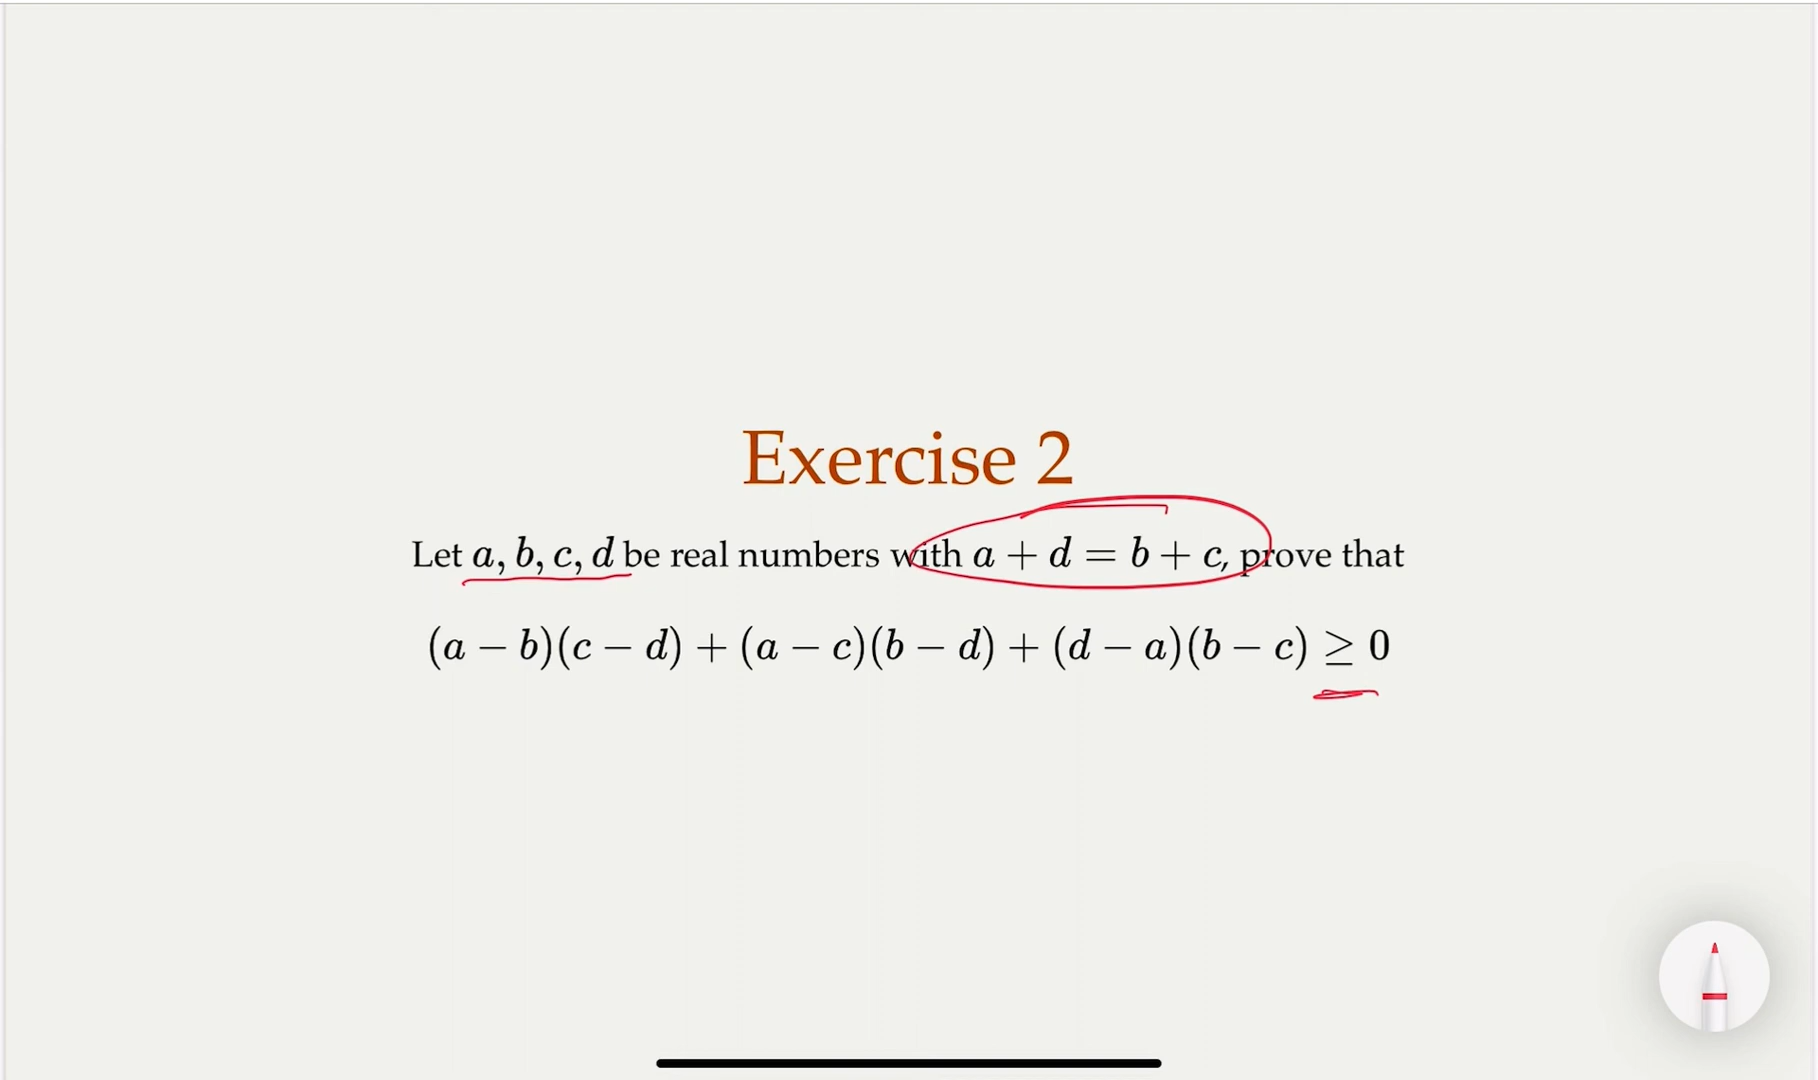 Exercise 2
Let a, b, c, d be real numbers with a + d = b + c, prove that
(a − b)(c − d) + (a − c)(b − d) + (d − a)(b − c) ≥ 0